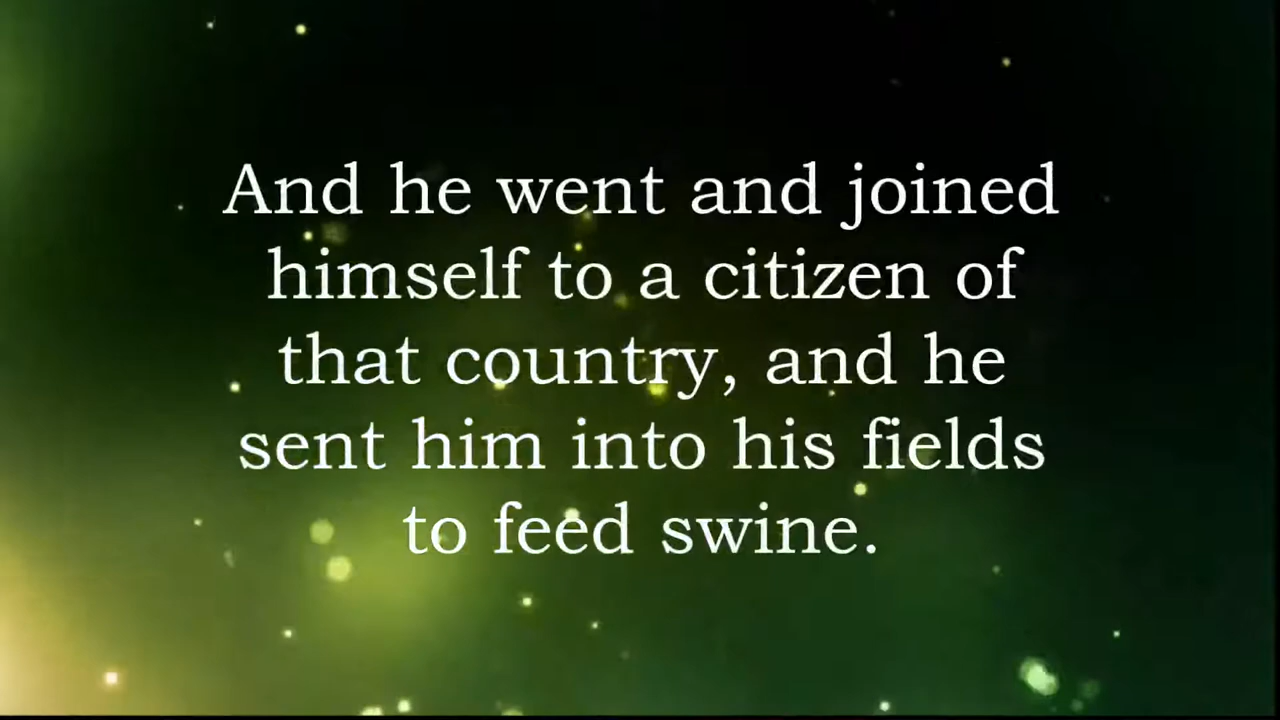 And he went and joined
himself to a citizen of
that country, and he
sent him into his fields
to feed swine.